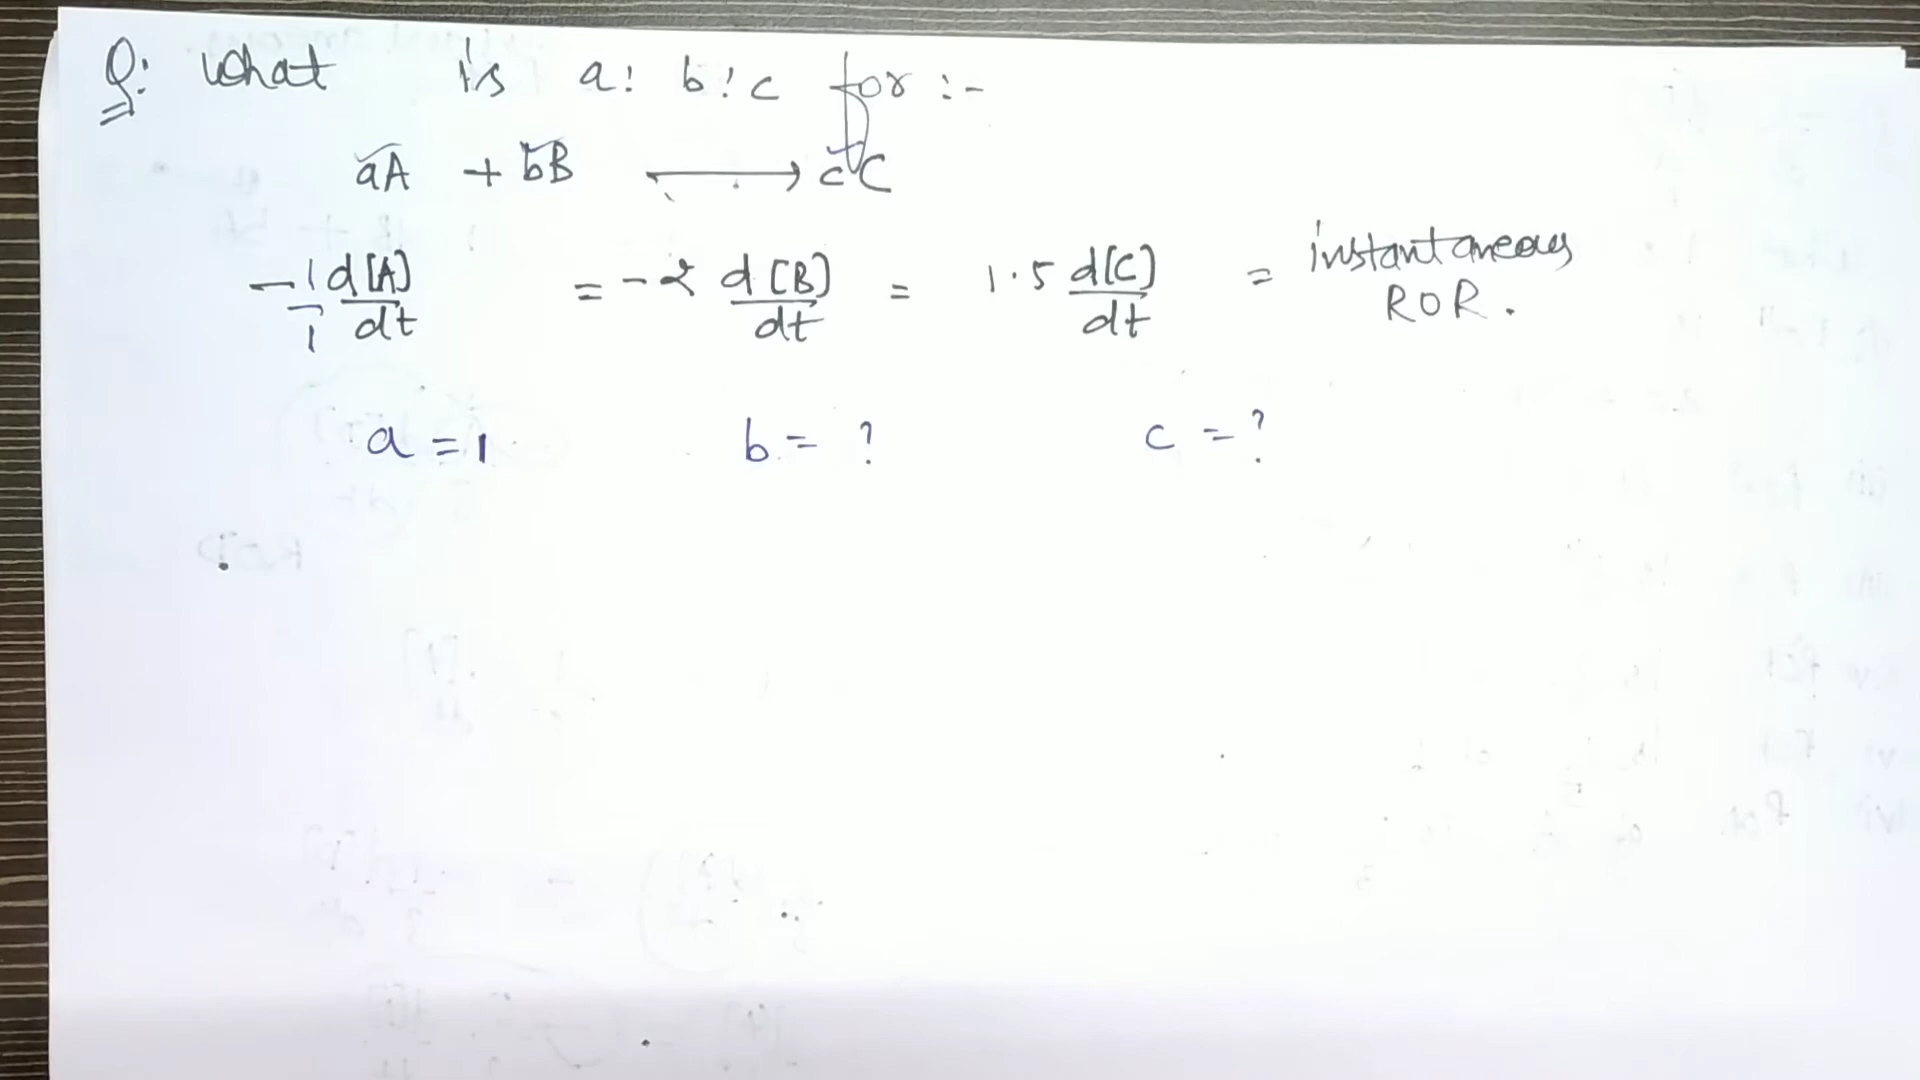 Q: what is a: b: c for :-
aA + bB ⟶ cC
-1/1 d[A]/dt = -2 d[B]/dt = 1.5 d[C]/dt = instantaneous ROR.
a = 1 b = ? c = ?